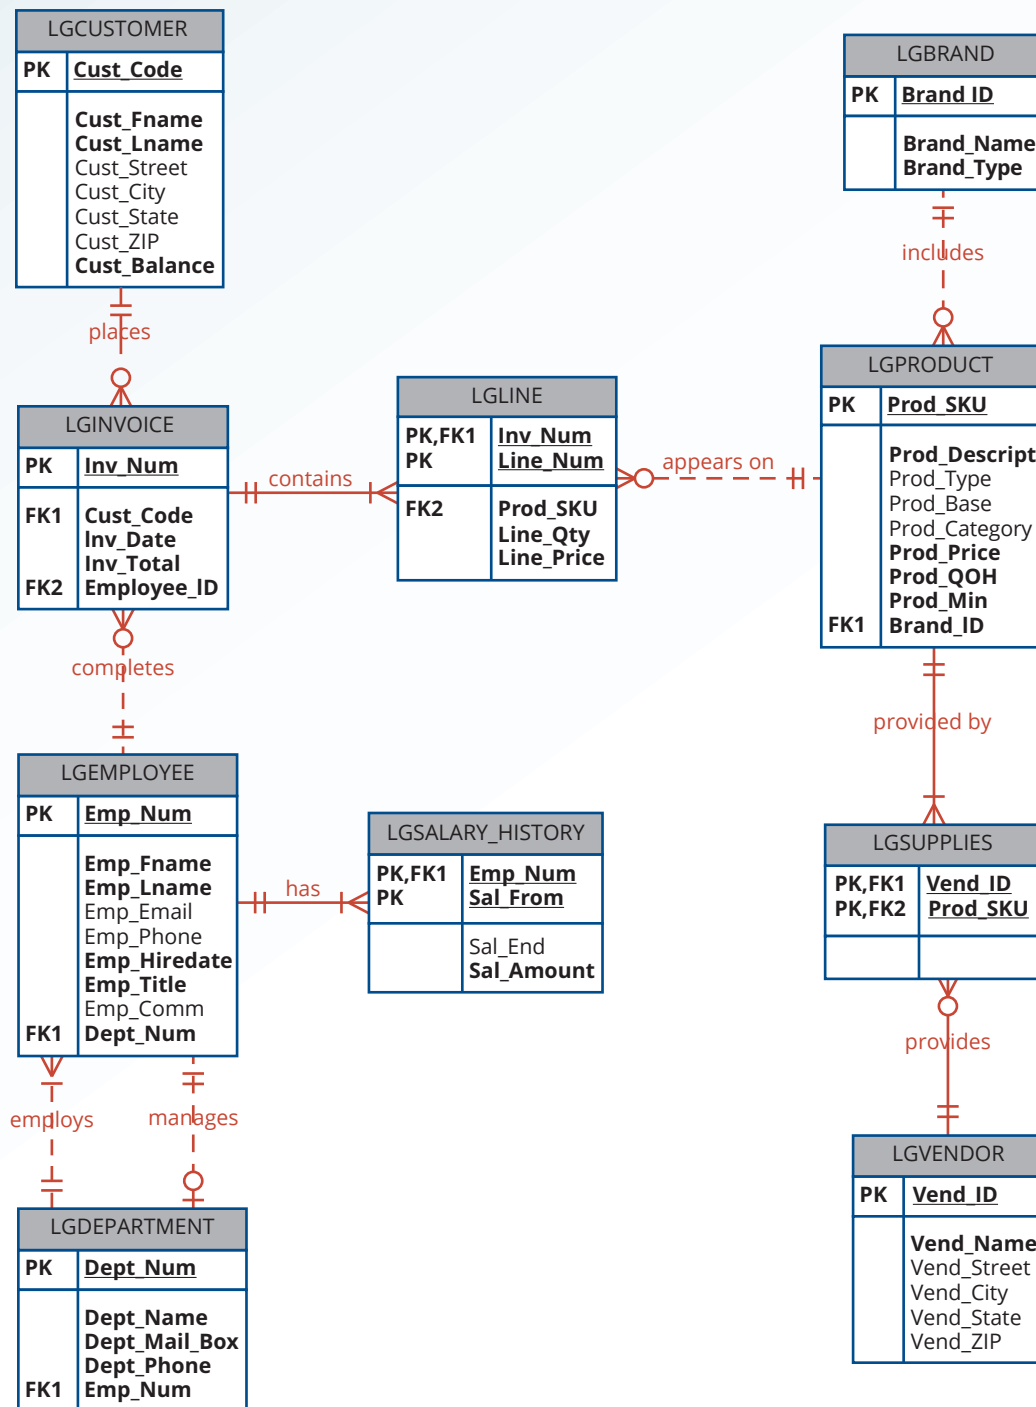 LGCUSTOMER
PK Cust_Code
Cust_Fname
Cust_Lname
Cust_Street
Cust_City
Cust_State
Cust_ZIP
Cust_Balance
places
LGINVOICE
PK Inv_Num
FK1 Cust_Code
Inv_Date
Inv_Total
FK2 Employee_ID
completes
contains
LGLINE
PK,FK1 Inv_Num
PK Line_Num
FK2 Prod_SKU
Line_Qty
Line_Price
appears on
LGBRAND
PK Brand ID
Brand_Name
Brand_Type
includes
LGPRODUCT
PK Prod_SKU
Prod_Descript
Prod_Type
Prod_Base
Prod_Category
Prod_Price
Prod_QOH
Prod_Min
FK1 Brand_ID
provided by
LGEMPLOYEE
PK Emp_Num
Emp_Fname
Emp_Lname
Emp_Email
Emp_Phone
Emp_Hiredate
Emp_Title
Emp_Comm
FK1 Dept_Num
has
LGSALARY_HISTORY
PK,FK1 Emp_Num
PK Sal_From
Sal_End
Sal_Amount
LGSUPPLIES
PK,FK1 Vend_ID
PK,FK2 Prod_SKU
provides
employs
manages
LGDEPARTMENT
PK Dept_Num
Dept_Name
Dept_Mail_Box
Dept_Phone
FK1 Emp_Num
LGVENDOR
PK Vend_ID
Vend_Name
Vend_Street
Vend_City
Vend_State
Vend_ZIP